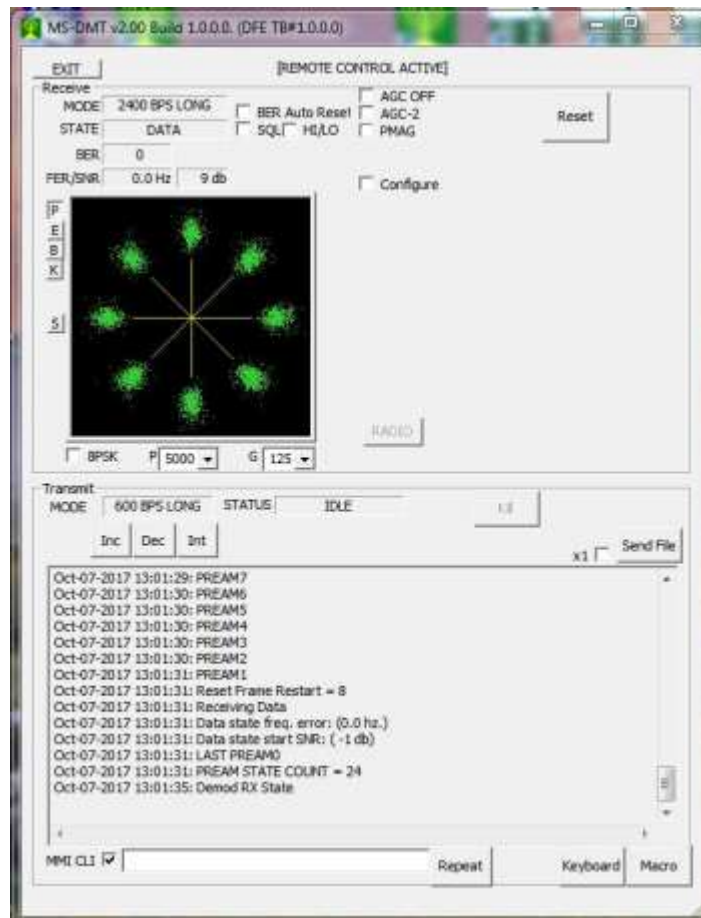 MS-DMT v2.00 Build 1.0.0.0. (DFE TB#1.0.0.0)
EXIT [REMOTE CONTROL ACTIVE]
Receive
MODE 2400 BPS LONG
STATE DATA
BER 0
FER/SNR 0.0 Hz 9 db
BER Auto Reset
SQL HI/LO
AGC OFF
AGC-2
PMAG
Configure
Reset
P
E
B
K
S
RADIO
BPSK P 5000 G 125
Transmit
MODE 600 BPS LONG STATUS IDLE
Inc Dec Int
x1 Send File
Oct-07-2017 13:01:29: PREAM7
Oct-07-2017 13:01:30: PREAM6
Oct-07-2017 13:01:30: PREAM5
Oct-07-2017 13:01:30: PREAM4
Oct-07-2017 13:01:30: PREAM3
Oct-07-2017 13:01:30: PREAM2
Oct-07-2017 13:01:31: PREAM1
Oct-07-2017 13:01:31: Reset Frame Restart = 8
Oct-07-2017 13:01:31: Receiving Data
Oct-07-2017 13:01:31: Data state freq. error: (0.0 hz.)
Oct-07-2017 13:01:31: Data state start SNR: ( -1 db)
Oct-07-2017 13:01:31: LAST PREAM0
Oct-07-2017 13:01:31: PREAM STATE COUNT = 24
Oct-07-2017 13:01:35: Demod RX State
MMI CLI Repeat Keyboard Macro